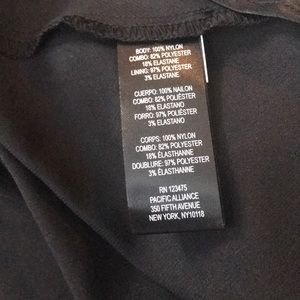 BODY: 100% NYLON
COMBO: 82% POLYESTER
18% ELASTANE
LINING: 97% POLYESTER
3% ELASTANE
CUERPO: 100% NAILON
COMBO: 82% POLIÉSTER
18% ELASTANO
FORRO: 97% POLIÉSTER
3% ELASTANO
CORPS: 100% NYLON
COMBO: 82% POLYESTER
18% ÉLASTHANNE
DOUBLURE: 97% POLYESTER
3% ÉLASTHANNE
RN 123475
PACIFIC ALLIANCE
350 FIFTH AVENUE
NEW YORK, NY10118